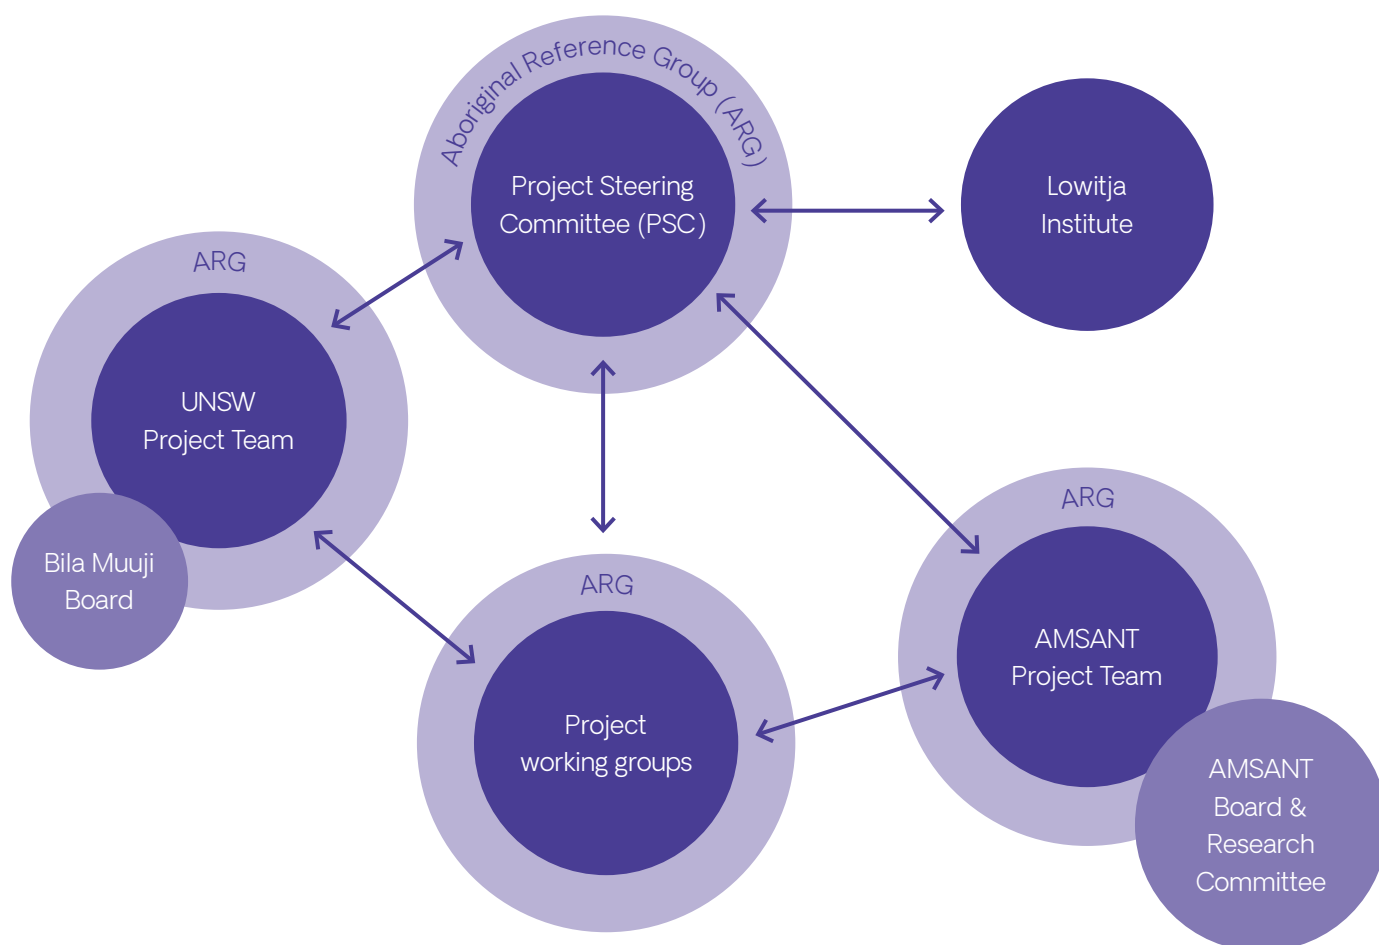 Aboriginal Reference Group (ARG)
Project Steering
Committee (PSC)
Lowitja
Institute
ARG
UNSW
Project Team
Bila Muuji
Board
ARG
Project
working groups
ARG
AMSANT
Project Team
AMSANT
Board &
Research
Committee